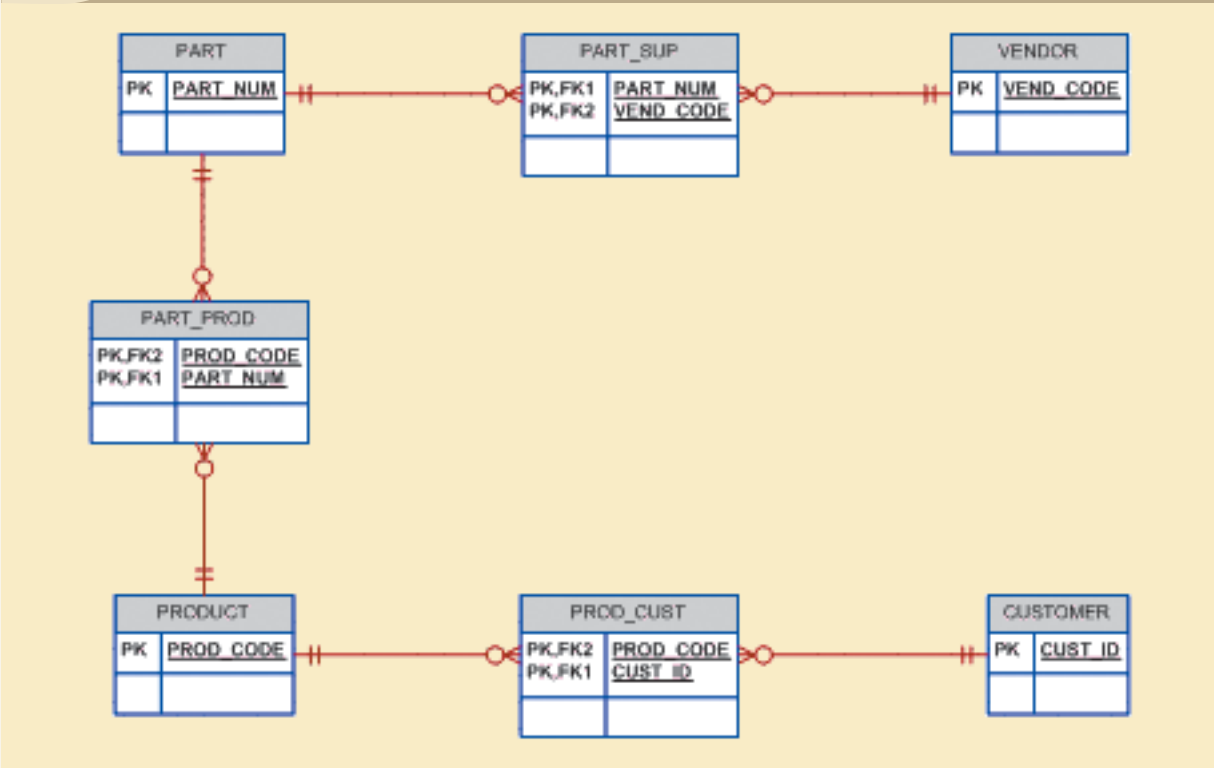 PART
PK PART_NUM
PART_SUP
PK,FK1 PART_NUM
PK,FK2 VEND_CODE
VENDOR
PK VEND_CODE
PART_PROD
PK,FK2 PROD_CODE
PK,FK1 PART_NUM
PRODUCT
PK PROD_CODE
PROD_CUST
PK,FK2 PROD_CODE
PK,FK1 CUST_ID
CUSTOMER
PK CUST_ID